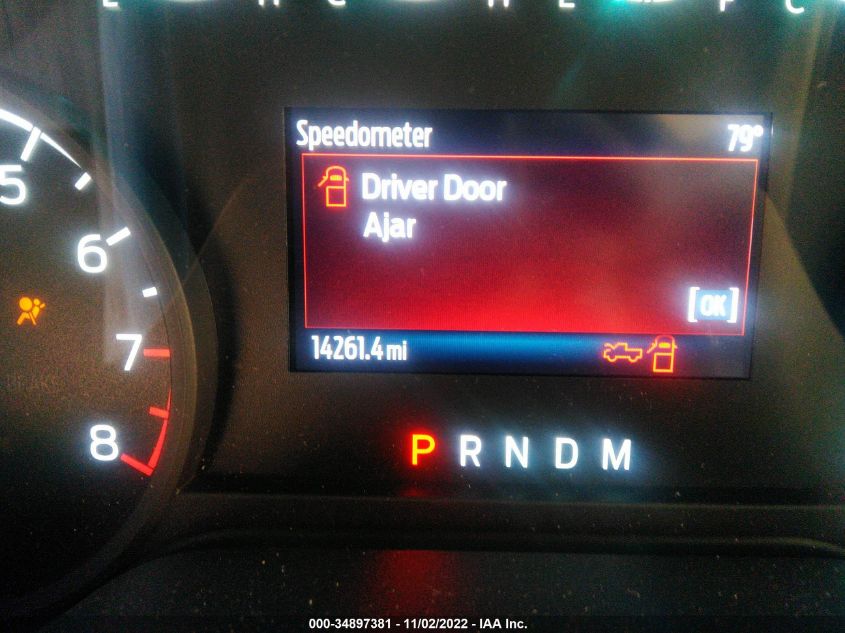 Speedometer 79°
Driver Door
Ajar
[OK]
14261.4 mi
5
6
7
8
P R N D M
000-34897381 - 11/02/2022 - IAA Inc.